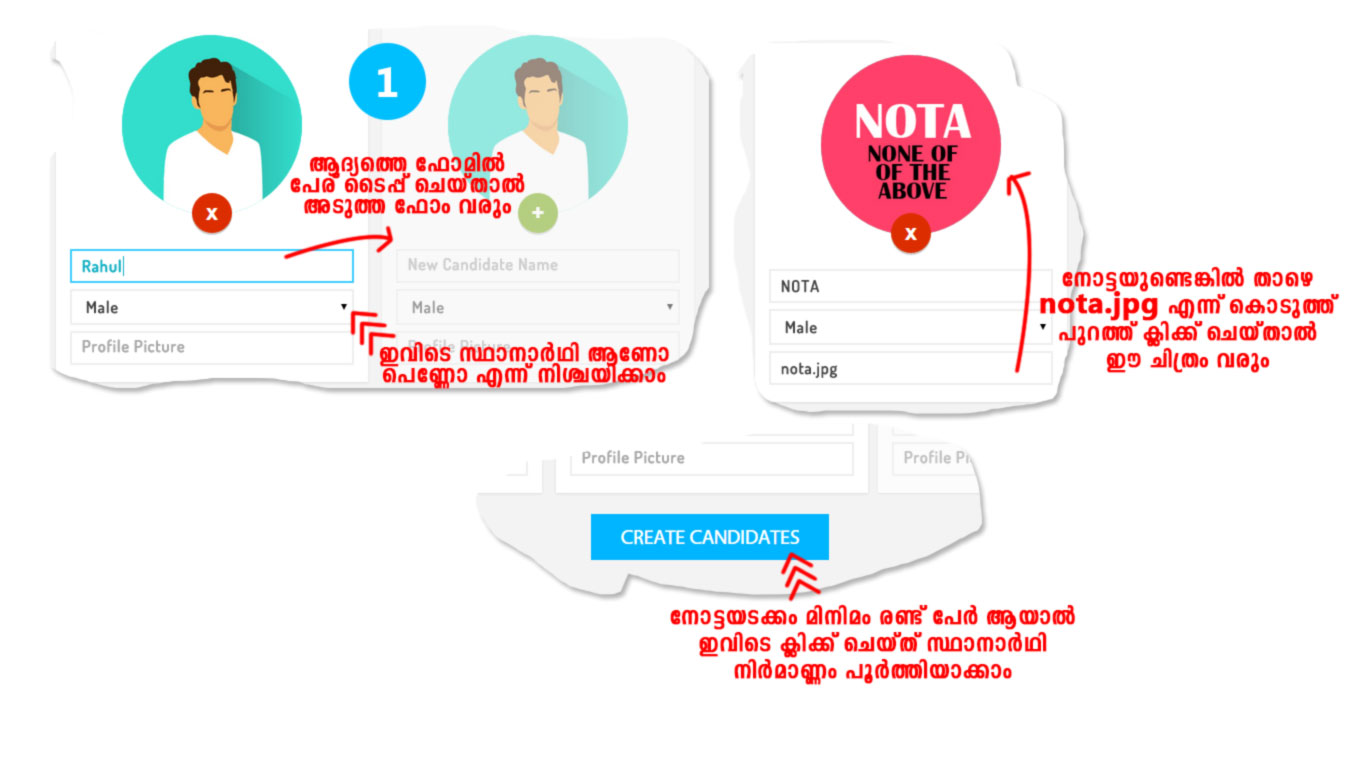 1
ആദ്യത്തെ ഫോമിൽ
പേര് ടൈപ്പ് ചെയ്താൽ
അടുത്ത ഫോം വരും
x
+
Rahul
New Candidate Name
Male
Male
Profile Picture
Profile Picture
ഇവിടെ സ്ഥാനാർഥി ആണോ
പെണ്ണോ എന്ന് നിശ്ചയിക്കാം
NOTA
NONE OF
OF THE
ABOVE
x
NOTA
Male
nota.jpg
നോട്ടയുണ്ടെങ്കിൽ താഴെ
nota.jpg എന്ന് കൊടുത്ത്
പുറത്ത് ക്ലിക്ക് ചെയ്താൽ
ഈ ചിത്രം വരും
Profile Picture
Profile
CREATE CANDIDATES
നോട്ടയടക്കം മിനിമം രണ്ട് പേർ ആയാൽ
ഇവിടെ ക്ലിക്ക് ചെയ്ത് സ്ഥാനാർഥി
നിർമാണ്ണം പൂർത്തിയാക്കാം